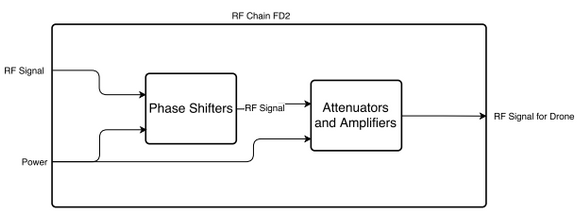 RF Chain FD2
RF Signal
Phase Shifters
RF Signal
Attenuators
and Amplifiers
RF Signal for Drone
Power